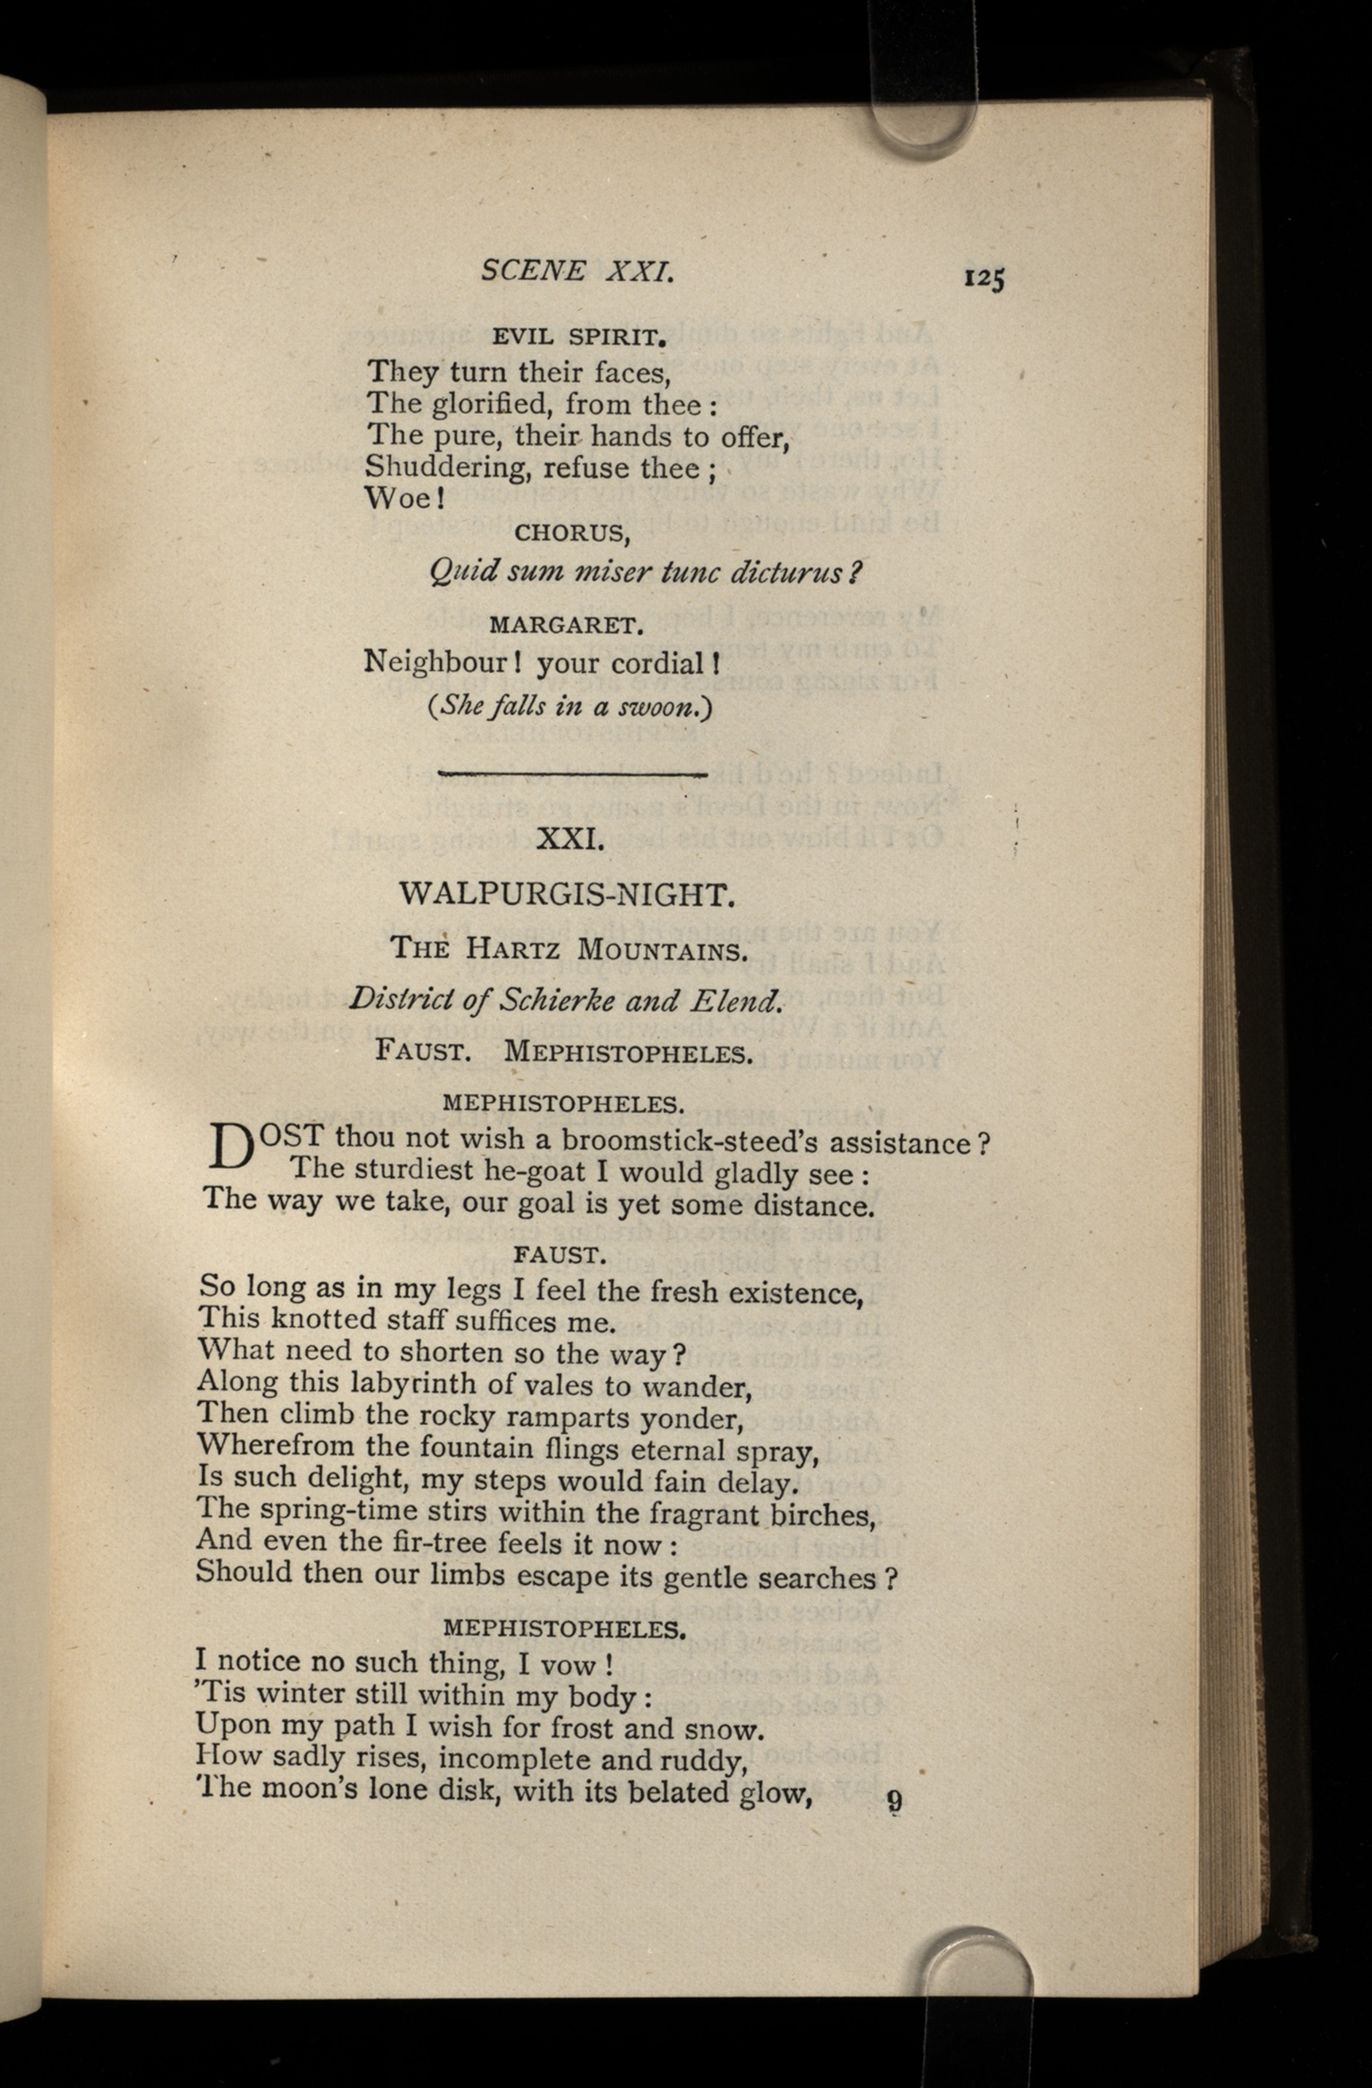 SCENE XXI. 125
EVIL SPIRIT.
They turn their faces,
The glorified, from thee :
The pure, their hands to offer,
Shuddering, refuse thee ;
Woe !
CHORUS,
Quid sum miser tunc dicturus ?
MARGARET.
Neighbour ! your cordial !
(She falls in a swoon.)
XXI.
WALPURGIS-NIGHT.
THE HARTZ MOUNTAINS.
District of Schierke and Elend.
FAUST. MEPHISTOPHELES.
MEPHISTOPHELES.
DOST thou not wish a broomstick-steed's assistance ?
The sturdiest he-goat I would gladly see :
The way we take, our goal is yet some distance.
FAUST.
So long as in my legs I feel the fresh existence,
This knotted staff suffices me.
What need to shorten so the way ?
Along this labyrinth of vales to wander,
Then climb the rocky ramparts yonder,
Wherefrom the fountain flings eternal spray,
Is such delight, my steps would fain delay.
The spring-time stirs within the fragrant birches,
And even the fir-tree feels it now :
Should then our limbs escape its gentle searches ?
MEPHISTOPHELES.
I notice no such thing, I vow !
'Tis winter still within my body :
Upon my path I wish for frost and snow.
How sadly rises, incomplete and ruddy,
The moon's lone disk, with its belated glow,
9